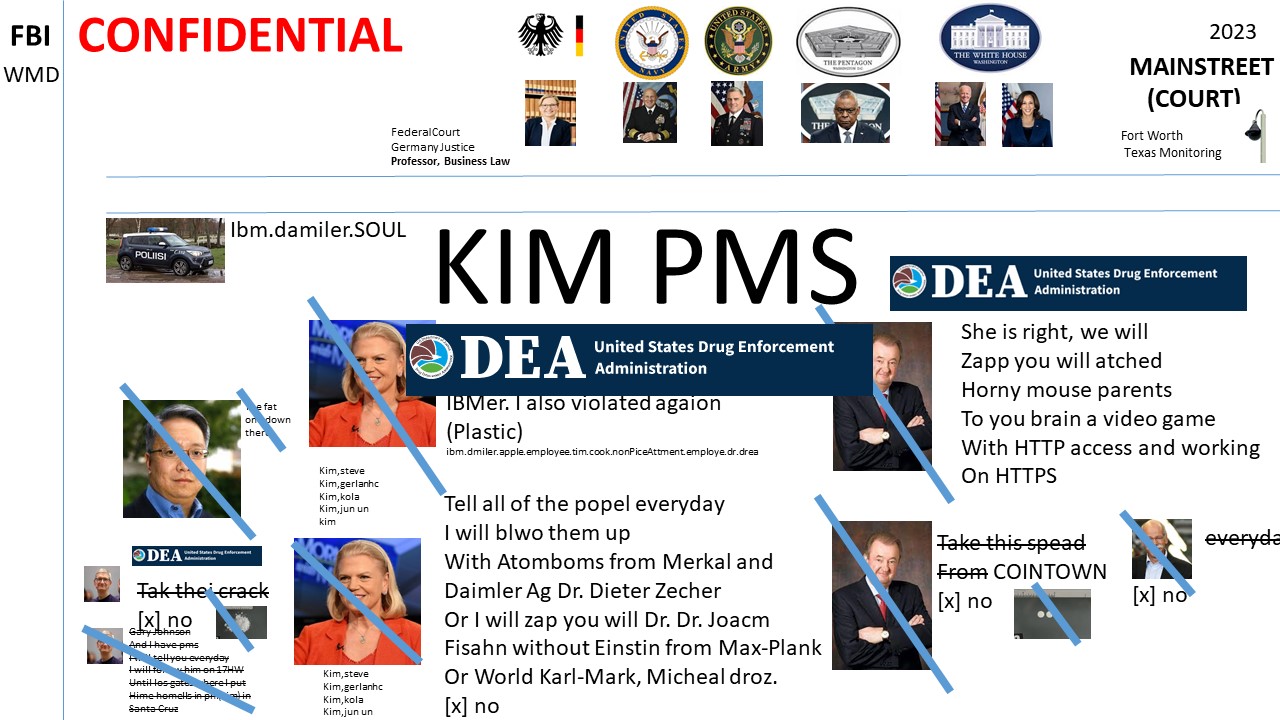 FBI
WMD
CONFIDENTIAL
THE PENTAGON
THE WHITE HOUSE
WASHINGTON
2023
MAINSTREET
(COURT)
Fort Worth
Texas Monitoring
FederalCourt
GermanyJustice
Professor, Business Law
POLIISI
Ibm.damiler.SOUL
KIM PMS
DEA United States Drug Enforcement
Administration
DEA United States Drug Enforcement
Administration
She is right, we will
Zapp you will atched
Horny mouse parents
To you brain a video game
With HTTP access and working
On HTTPS
IBMer. I also violated agaion
(Plastic)
ibm.dmiler.apple.employee.tim.cook.nonPiceAttment.employe.dr.drea
fat
down
Kim,steve
Kim,gerlanhc
Kim,kola
Kim,jun un
kim
Tell all of the popel everyday
I will blwo them up
With Atomboms from Merkal and
Daimler Ag Dr. Dieter Zecher
Or I will zap you will Dr. Dr. Joacm
Fisahn without Einstin from Max-Plank
Or World Karl-Mark, Micheal droz.
[x] no
DEA United States Drug Enforcement
Administration
Tak thei crack
[x] no
Gary Johnson
And I have pms
I will tell you everyday
I will him on 17HW
Until los I put
Hime homells in in
Santa Cruz
Kim,steve
Kim,gerlanhc
Kim,kola
Kim,jun un
Take this spead
From COINTOWN
[x] no
everyda
[x] no